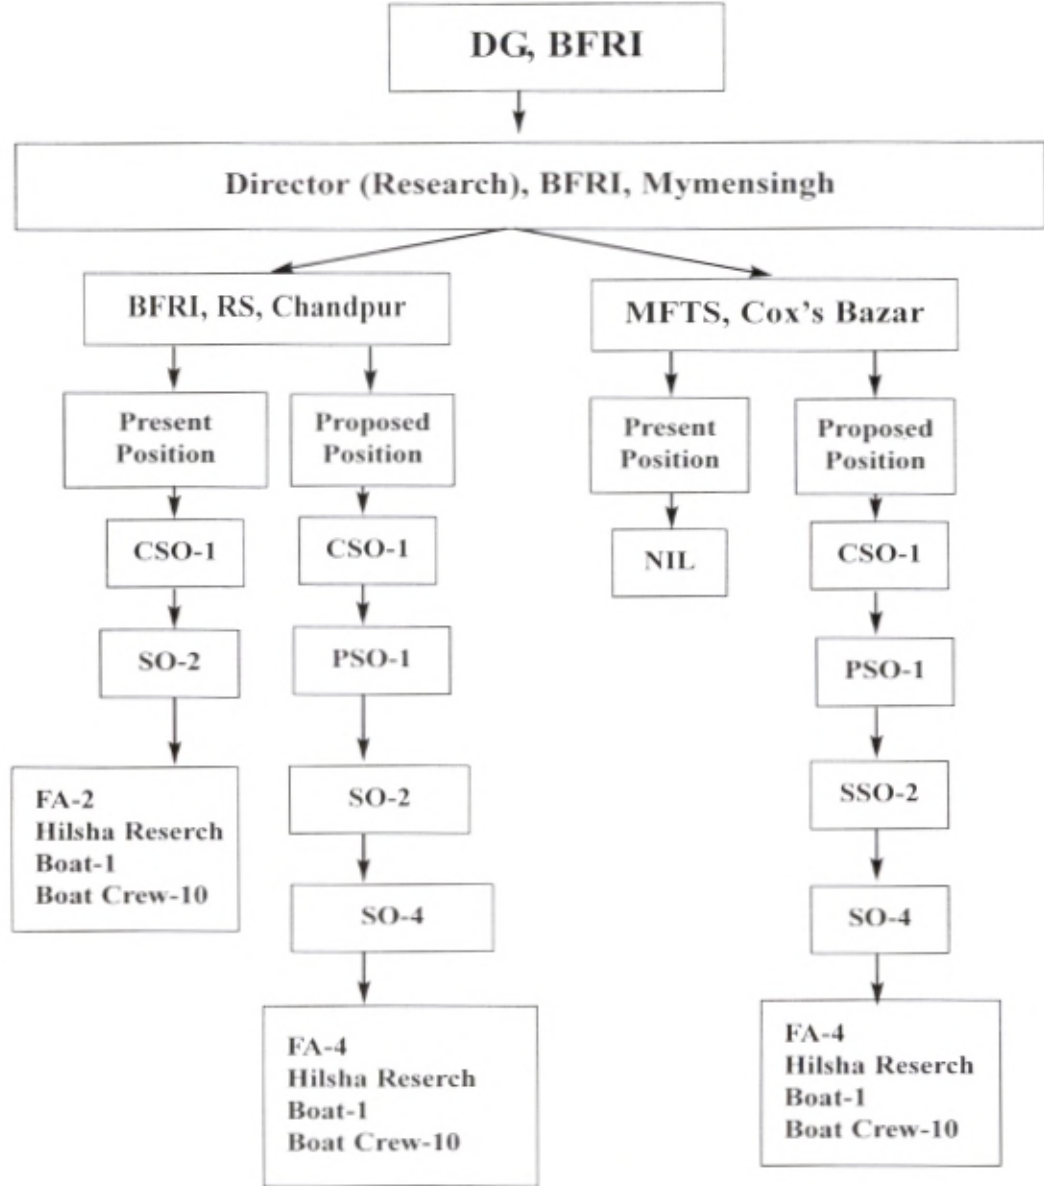 DG, BFRI
Director (Research), BFRI, Mymensingh
BFRI, RS, Chandpur
MFTS, Cox's Bazar
Present
Position
Proposed
Position
Present
Position
Proposed
Position
CSO-1
CSO-1
NIL
CSO-1
SO-2
PSO-1
PSO-1
FA-2
Hilsha Reserch
Boat-1
Boat Crew-10
SO-2
SSO-2
SO-4
SO-4
FA-4
Hilsha Reserch
Boat-1
Boat Crew-10
FA-4
Hilsha Reserch
Boat-1
Boat Crew-10